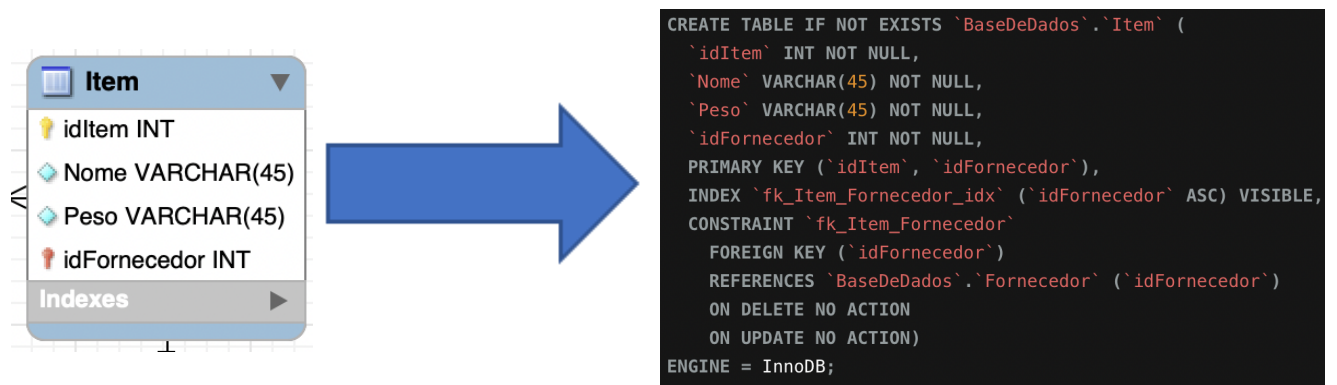 Item
idItem INT
Nome VARCHAR(45)
Peso VARCHAR(45)
idFornecedor INT
Indexes
CREATE TABLE IF NOT EXISTS `BaseDeDados`.`Item` (
`idItem` INT NOT NULL,
`Nome` VARCHAR(45) NOT NULL,
`Peso` VARCHAR(45) NOT NULL,
`idFornecedor` INT NOT NULL,
PRIMARY KEY (`idItem`, `idFornecedor`),
INDEX `fk_Item_Fornecedor_idx` (`idFornecedor` ASC) VISIBLE,
CONSTRAINT `fk_Item_Fornecedor`
FOREIGN KEY (`idFornecedor`)
REFERENCES `BaseDeDados`.`Fornecedor` (`idFornecedor`)
ON DELETE NO ACTION
ON UPDATE NO ACTION)
ENGINE = InnoDB;